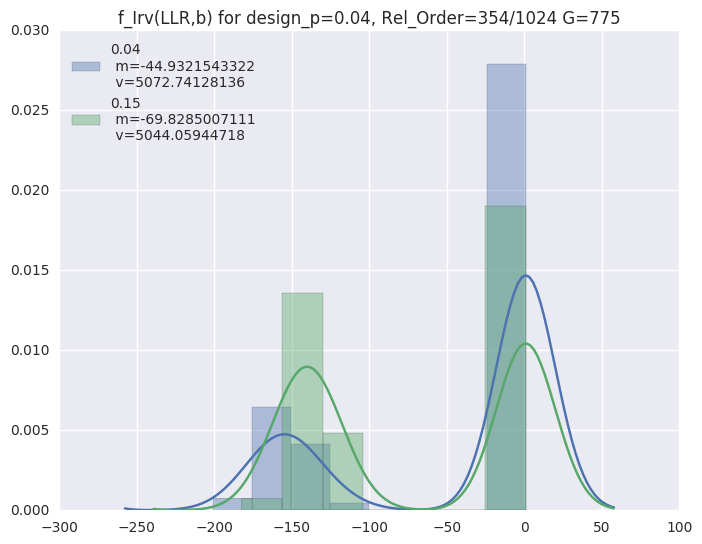 f_Irv(LLR,b) for design_p=0.04, Rel_Order=354/1024 G=775
0.030
0.04
m=-44.9321543322
v=5072.74128136
0.15
m=-69.8285007111
v=5044.05944718
0.025
0.020
0.015
0.010
0.005
0.000
−300 −250 −200 −150 −100 −50 0 50 100